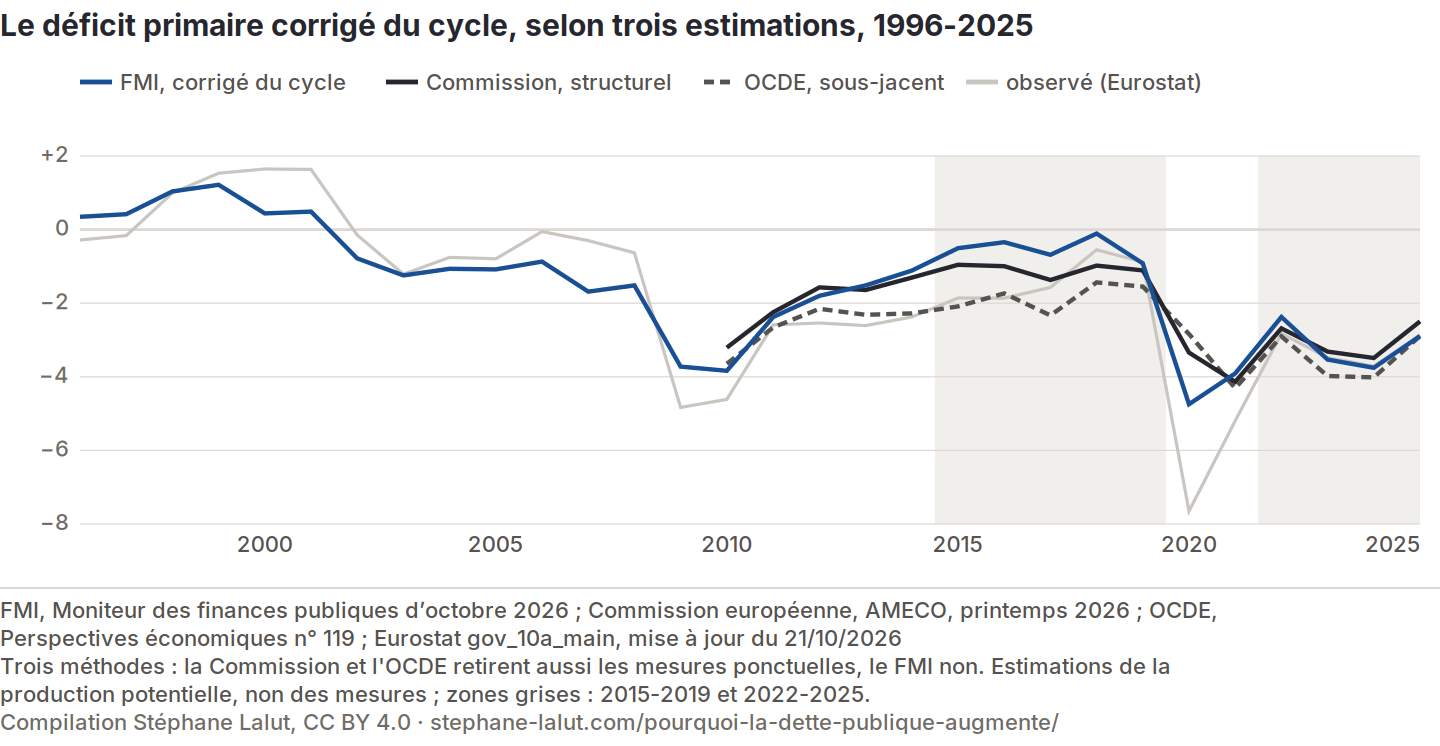 Le déficit primaire corrigé du cycle, selon trois estimations, 1996-2025
FMI, corrigé du cycle
Commission, structurel
OCDE, sous-jacent
observé (Eurostat)
+2
0
−2
−4
−6
−8
2000
2005
2010
2015
2020
2025
FMI, Moniteur des finances publiques d’octobre 2026 ; Commission européenne, AMECO, printemps 2026 ; OCDE,
Perspectives économiques n° 119 ; Eurostat gov_10a_main, mise à jour du 21/10/2026
Trois méthodes : la Commission et l'OCDE retirent aussi les mesures ponctuelles, le FMI non. Estimations de la
production potentielle, non des mesures ; zones grises : 2015-2019 et 2022-2025.
Compilation Stéphane Lalut, CC BY 4.0 · stephane-lalut.com/pourquoi-la-dette-publique-augmente/